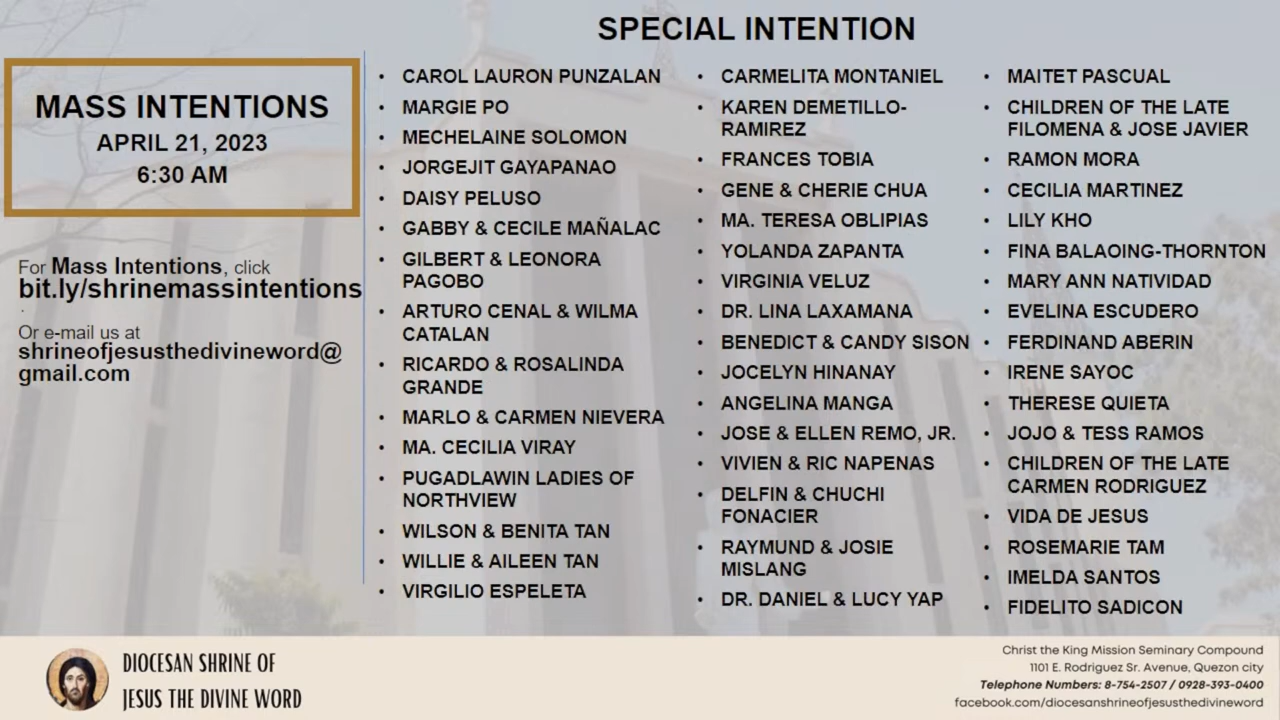 SPECIAL INTENTION
MASS INTENTIONS
APRIL 21, 2023
6:30 AM
For Mass Intentions, click
bit.ly/shrinemassintentions
.
Or e-mail us at
shrineofjesusthedivineword@
gmail.com
• CAROL LAURON PUNZALAN
• MARGIE PO
• MECHELAINE SOLOMON
• JORGEJIT GAYAPANAO
• DAISY PELUSO
• GABBY & CECILE MAÑALAC
• GILBERT & LEONORA
PAGOBO
• ARTURO CENAL & WILMA
CATALAN
• RICARDO & ROSALINDA
GRANDE
• MARLO & CARMEN NIEVERA
• MA. CECILIA VIRAY
• PUGADLAWIN LADIES OF
NORTHVIEW
• WILSON & BENITA TAN
• WILLIE & AILEEN TAN
• VIRGILIO ESPELETA
• CARMELITA MONTANIEL
• KAREN DEMETILLO-
RAMIREZ
• FRANCES TOBIA
• GENE & CHERIE CHUA
• MA. TERESA OBLIPIAS
• YOLANDA ZAPANTA
• VIRGINIA VELUZ
• DR. LINA LAXAMANA
• BENEDICT & CANDY SISON
• JOCELYN HINANAY
• ANGELINA MANGA
• JOSE & ELLEN REMO, JR.
• VIVIEN & RIC NAPENAS
• DELFIN & CHUCHI
FONACIER
• RAYMUND & JOSIE
MISLANG
• DR. DANIEL & LUCY YAP
• MAITET PASCUAL
• CHILDREN OF THE LATE
FILOMENA & JOSE JAVIER
• RAMON MORA
• CECILIA MARTINEZ
• LILY KHO
• FINA BALAOING-THORNTON
• MARY ANN NATIVIDAD
• EVELINA ESCUDERO
• FERDINAND ABERIN
• IRENE SAYOC
• THERESE QUIETA
• JOJO & TESS RAMOS
• CHILDREN OF THE LATE
CARMEN RODRIGUEZ
• VIDA DE JESUS
• ROSEMARIE TAM
• IMELDA SANTOS
• FIDELITO SADICON
DIOCESAN SHRINE OF
JESUS THE DIVINE WORD
Christ the King Mission Seminary Compound
1101 E. Rodriguez Sr. Avenue, Quezon city
Telephone Numbers: 8-754-2507 / 0928-393-0400
facebook.com/diocesanshrineofjesusthedivineword